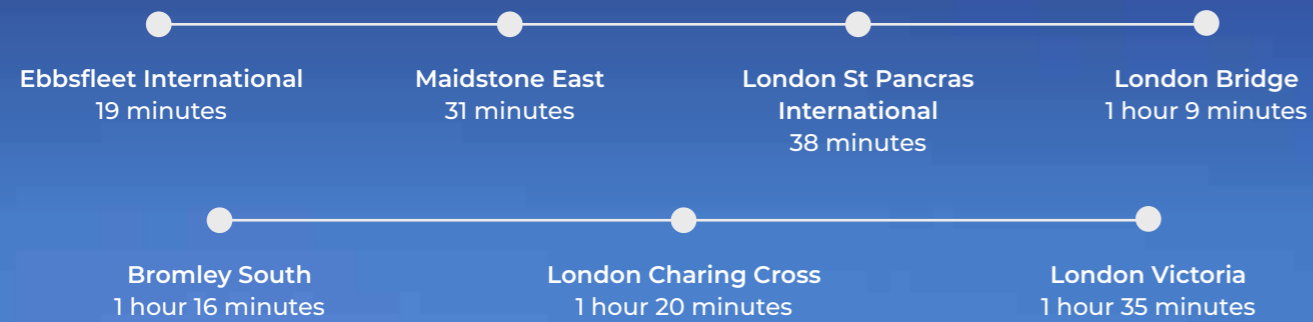 Ebbsfleet International
19 minutes
Maidstone East
31 minutes
London St Pancras
International
38 minutes
London Bridge
1 hour 9 minutes
Bromley South
1 hour 16 minutes
London Charing Cross
1 hour 20 minutes
London Victoria
1 hour 35 minutes